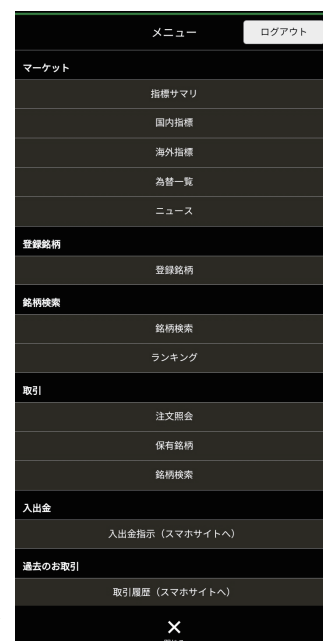 メニュー
ログアウト
マーケット
指標サマリ
国内指標
海外指標
為替一覧
ニュース
登録銘柄
登録銘柄
銘柄検索
銘柄検索
ランキング
取引
注文照会
保有銘柄
銘柄検索
入出金
入出金指示（スマホサイトへ）
過去のお取引
取引履歴（スマホサイトへ）